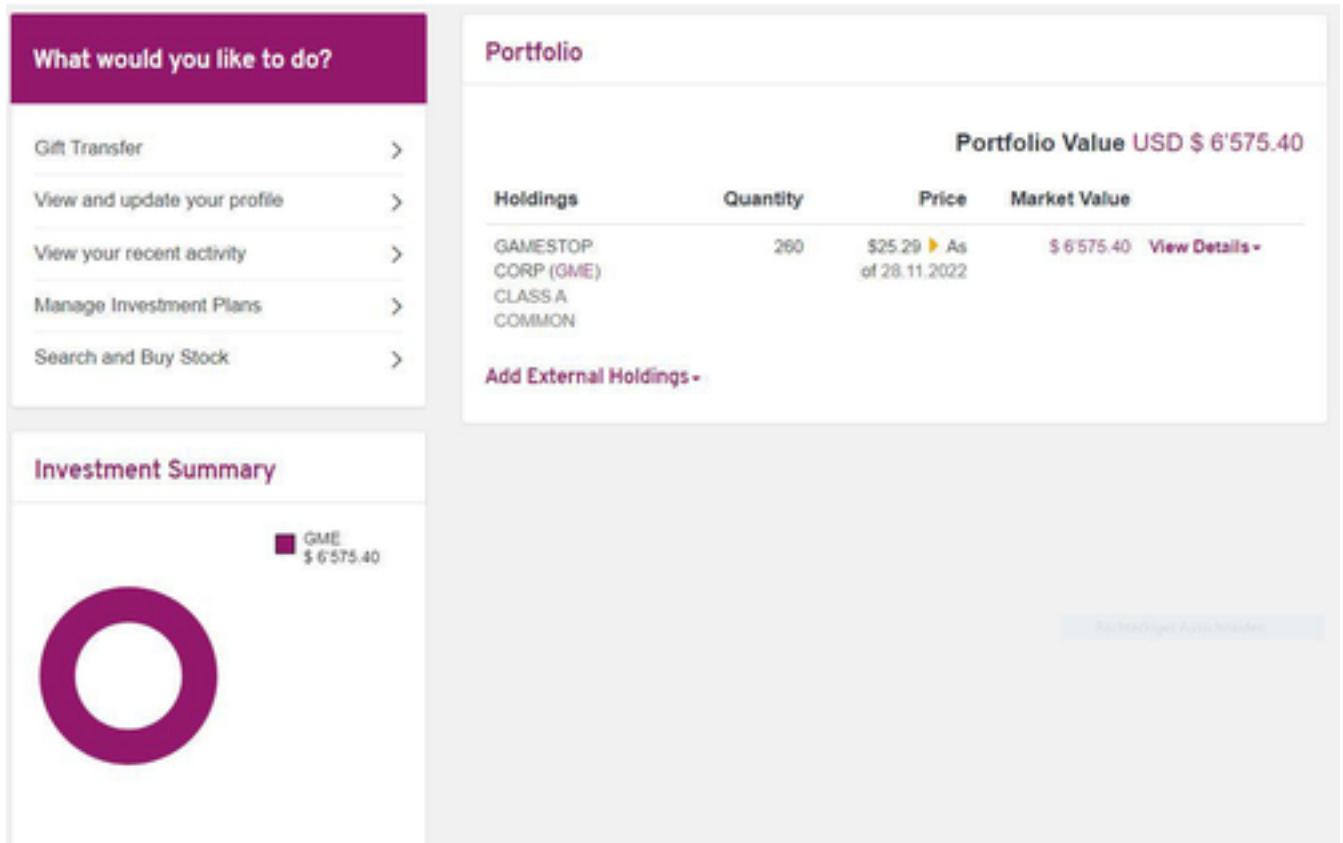 What would you like to do?
Gift Transfer
View and update your profile
View your recent activity
Manage Investment Plans
Search and Buy Stock
Portfolio
Portfolio Value USD $ 6'575.40
Holdings Quantity Price Market Value
GAMESTOP 260 $25.29 As $ 6'575.40 View Details
CORP (GME) of 28.11.2022
CLASS A
COMMON
Add External Holdings
Investment Summary
GME
$ 6'575.40